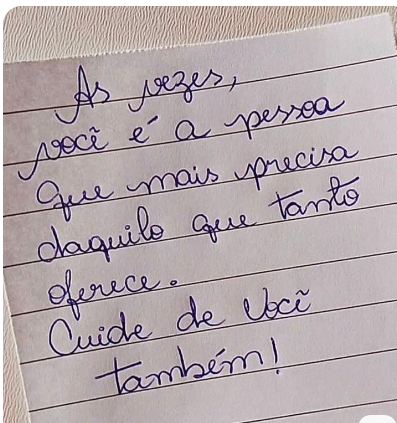 As vezes,
você é a pessoa
que mais precisa
daquilo que tanto
oferece.
Cuide de você
também!